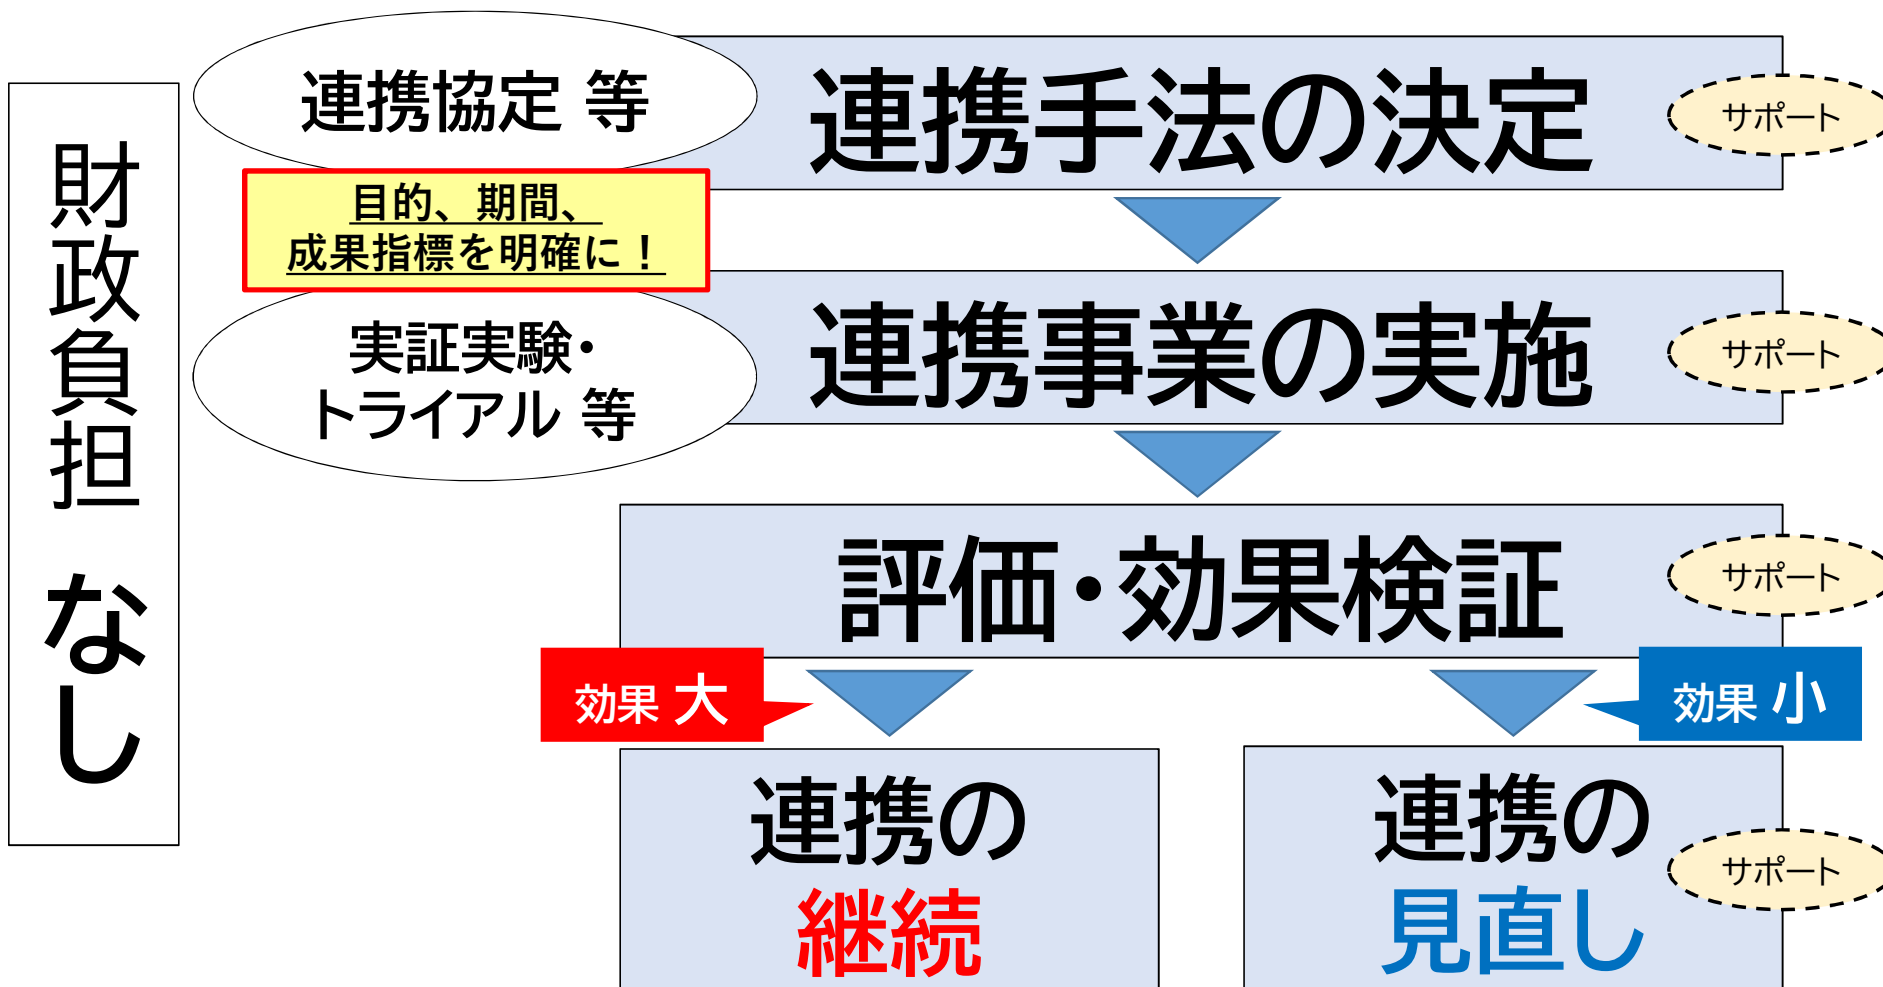 財政負担 なし
連携協定 等
連携手法の決定
サポート
目的、期間、
成果指標を明確に！
実証実験・
トライアル 等
連携事業の実施
サポート
評価・効果検証
サポート
効果 大
効果 小
連携の
継続
連携の
見直し
サポート